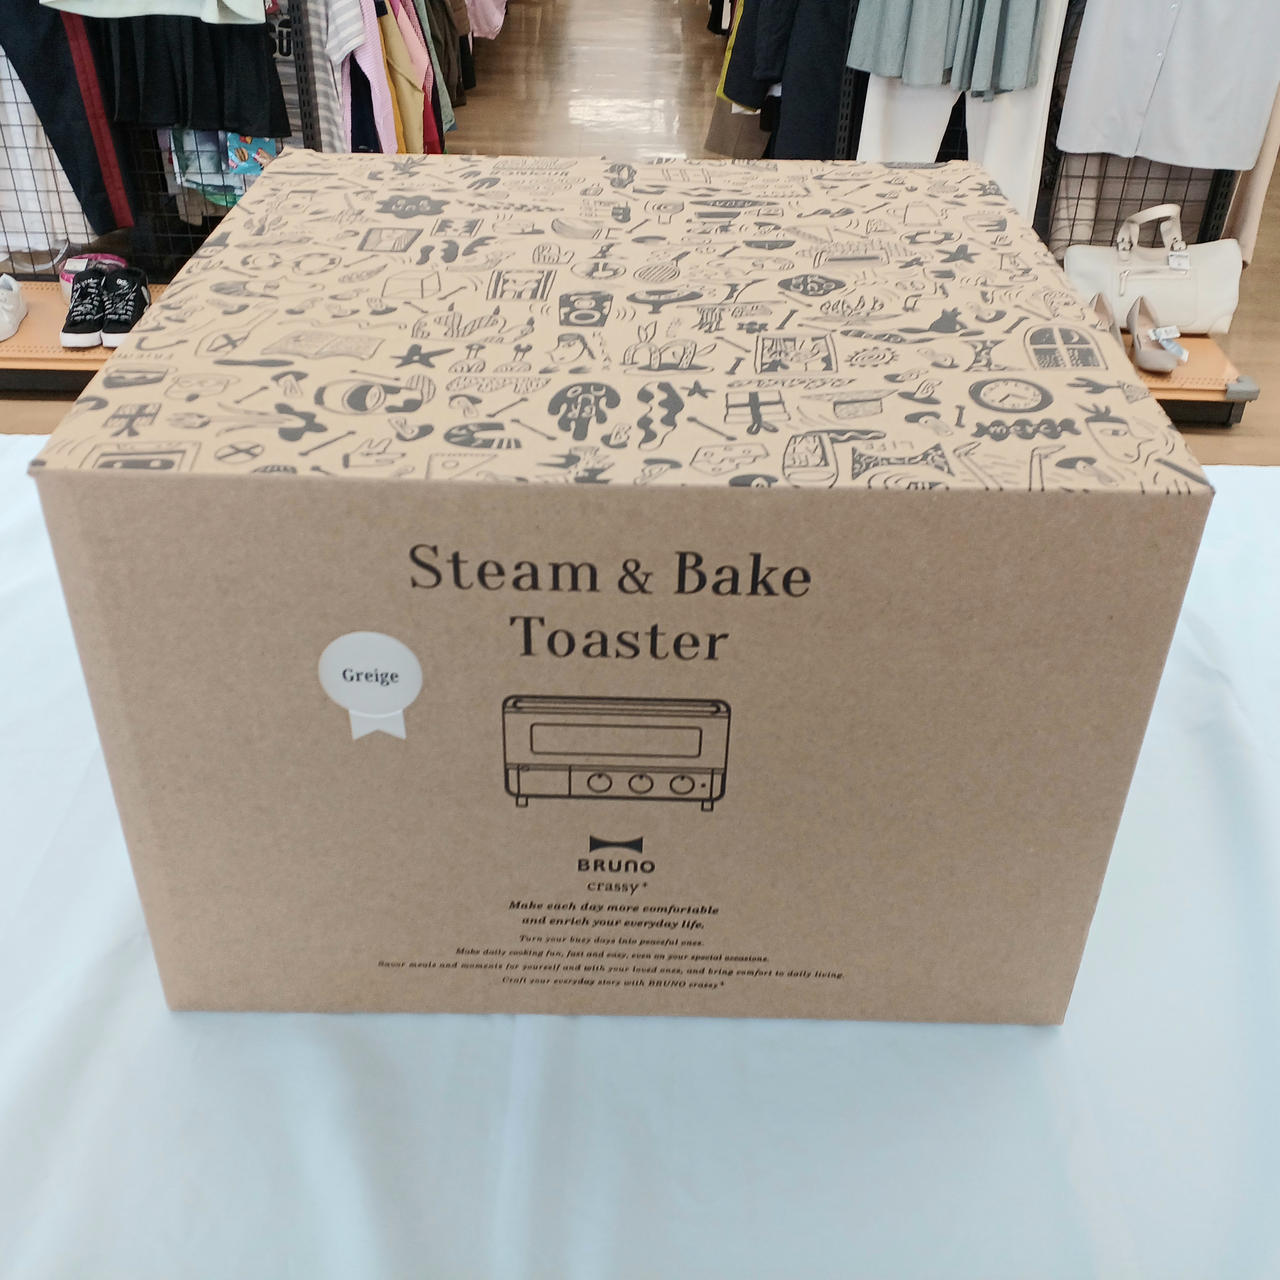 Steam & Bake
Toaster
Greige
BRUNO
crassy+
Make each day more comfortable
and enrich your everyday life,
Turn your busy days into peaceful ones.
Make daily cooking fun, fast and easy, even on your special occasions.
Savor meals and moments for yourself and with your loved ones, and bring comfort to daily living.
Craft your everyday story with BRUNO crassy+